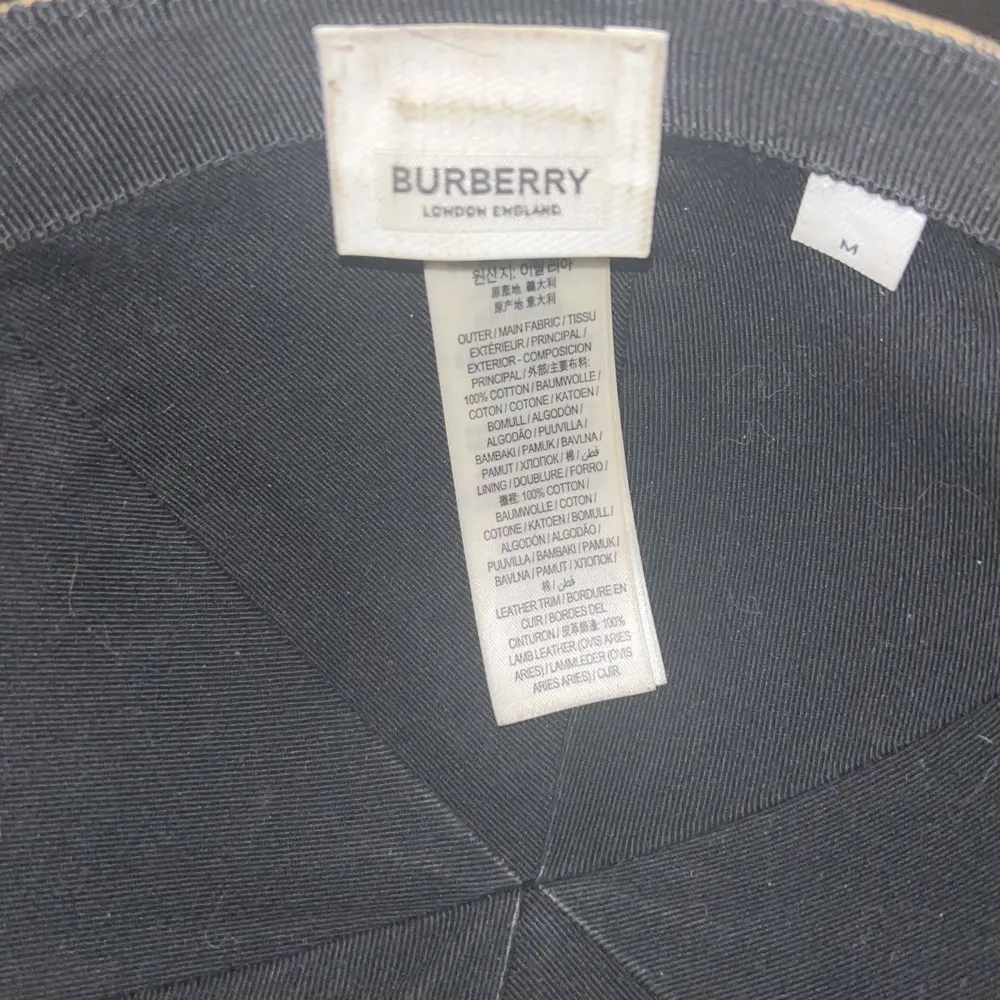 BURBERRY
LONDON ENGLAND
M
원산지: 이탈리아
原產地 義大利
原产地 意大利
OUTER / MAIN FABRIC / TISSU
EXTÉRIEUR / PRINCIPAL /
EXTERIOR - COMPOSICION
PRINCIPAL / 外部/主要布料:
100% COTTON / BAUMWOLLE /
COTON / COTONE / KATOEN /
BOMULL / ALGODÓN /
ALGODÃO / PUUVILLA /
BAMBAKI / PAMUK / BAVLNA /
PAMUT / ХЛОПОК / 棉 / قطن
LINING / DOUBLURE / FORRO /
襯裡: 100% COTTON /
BAUMWOLLE / COTON /
COTONE / KATOEN / BOMULL /
ALGODÓN / ALGODÃO /
PUUVILLA / BAMBAKI / PAMUK /
BAVLNA / PAMUT / ХЛОПОК /
棉 / قطن
LEATHER TRIM / BORDURE EN
CUIR / BORDES DEL
CINTURON / 皮革飾邊: 100%
LAMB LEATHER (OVIS ARIES
ARIES) / LAMMLEDER (OVIS
ARIES ARIES) / CUIR